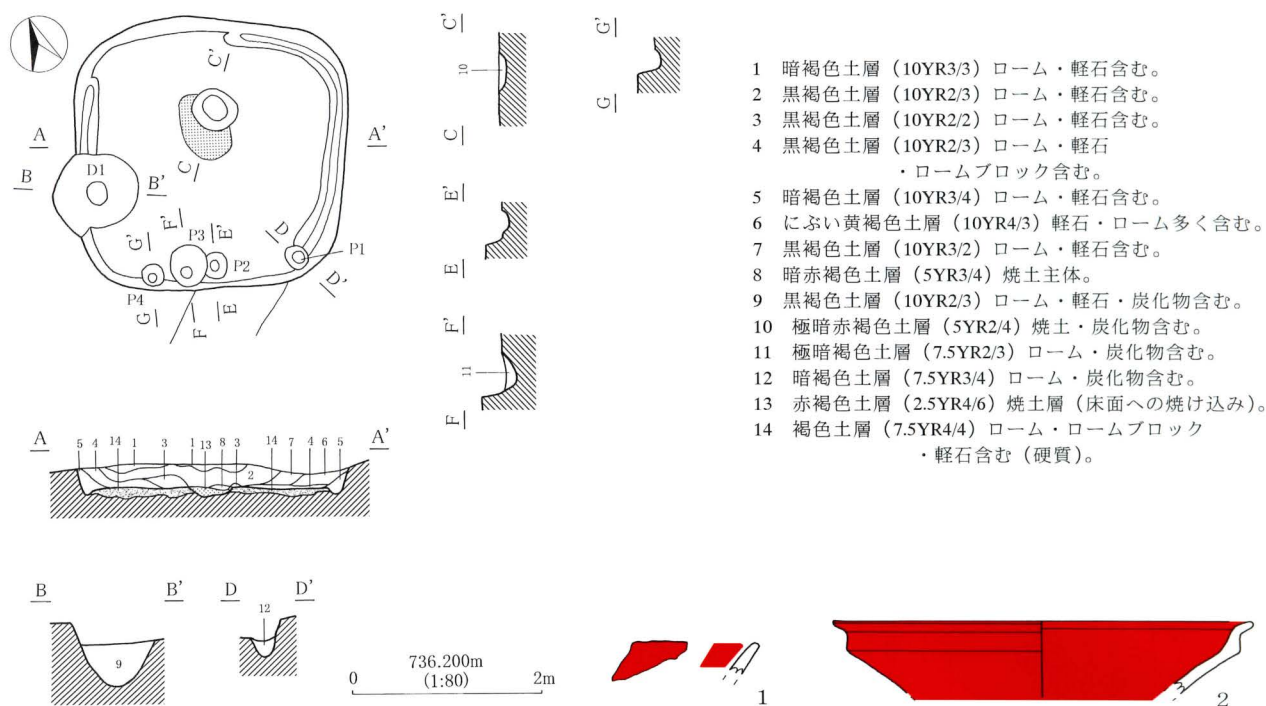 C'
A
A'
B
D1
B'
C
F'
E'
G'
P3
D
P1
P2
P4
G
F
E
D'
C'
10
C
G'
G
E'
E
F'
11
F
1 暗褐色土層（10YR3/3）ローム・軽石含む。
2 黒褐色土層（10YR2/3）ローム・軽石含む。
3 黒褐色土層（10YR2/2）ローム・軽石含む。
4 黒褐色土層（10YR2/3）ローム・軽石
・ロームブロック含む。
5 暗褐色土層（10YR3/4）ローム・軽石含む。
6 にぶい黄褐色土層（10YR4/3）軽石・ローム多く含む。
7 黒褐色土層（10YR3/2）ローム・軽石含む。
8 暗赤褐色土層（5YR3/4）焼土主体。
9 黒褐色土層（10YR2/3）ローム・軽石・炭化物含む。
10 極暗赤褐色土層（5YR2/4）焼土・炭化物含む。
11 極暗褐色土層（7.5YR2/3）ローム・炭化物含む。
12 暗褐色土層（7.5YR3/4）ローム・炭化物含む。
13 赤褐色土層（2.5YR4/6）焼土層（床面への焼け込み）。
14 褐色土層（7.5YR4/4）ローム・ロームブロック
・軽石含む（硬質）。
A
A'
5 4 14 1 3 1 13 8 3 14 7 4 6 5
2
B
B'
D
D'
12
9
736.200m
0 (1:80) 2m
1
2